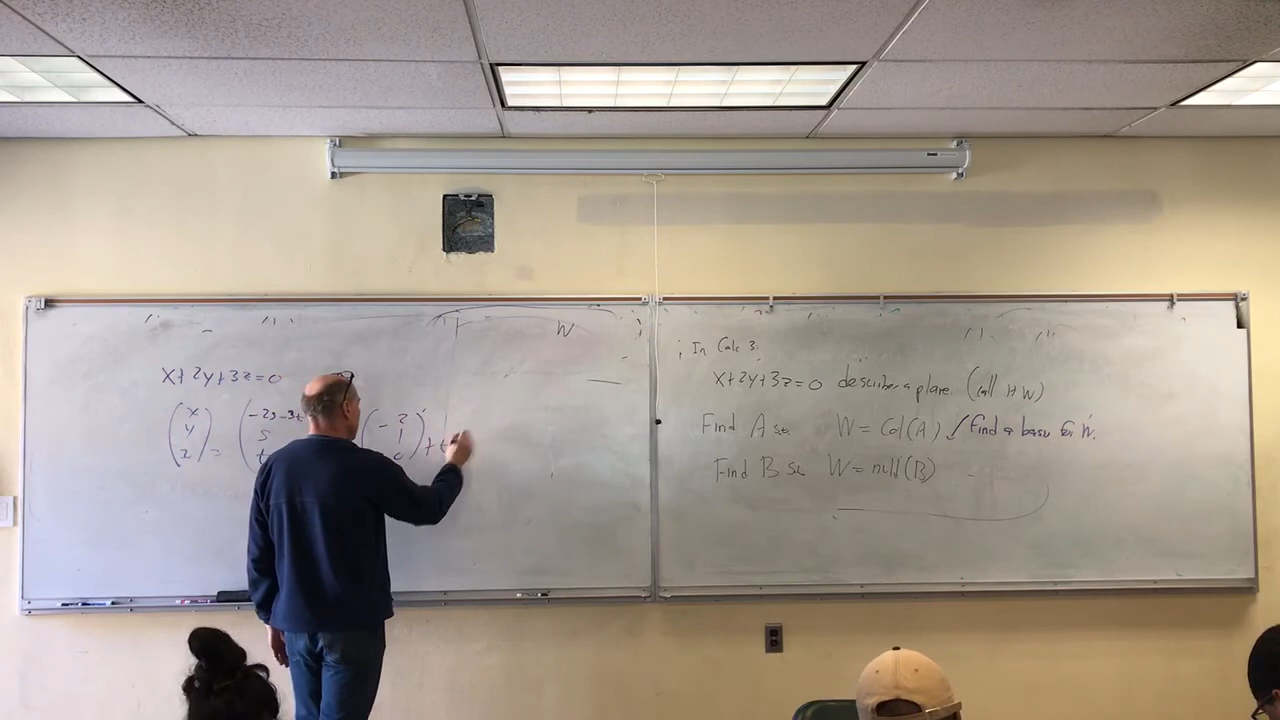 x+2y+3z=0
(x y z) = (-2s-3t s t) (-2 1 0) + t
W
In Calc 3:
x+2y+3z=0 describes a plane. (call it W)
Find A st. W = Col(A) ✓ Find a basis for W.
Find B st. W = null(B)